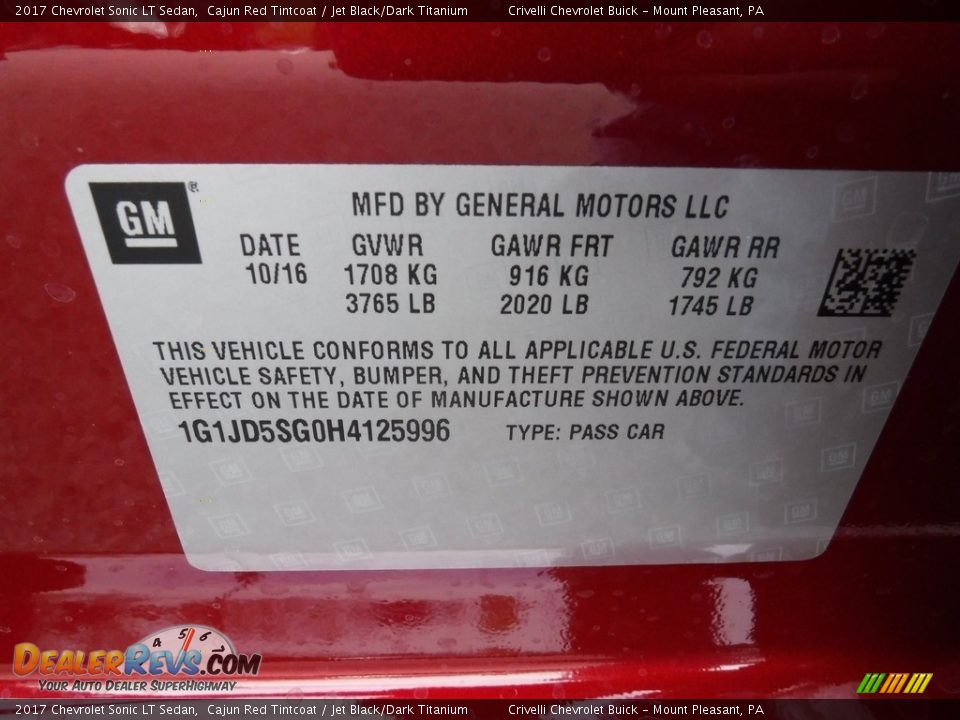 2017 Chevrolet Sonic LT Sedan, Cajun Red Tintcoat / Jet Black/Dark Titanium Crivelli Chevrolet Buick - Mount Pleasant, PA
GM®
MFD BY GENERAL MOTORS LLC
DATE GVWR GAWR FRT GAWR RR
10/16 1708 KG 916 KG 792 KG
3765 LB 2020 LB 1745 LB
THIS VEHICLE CONFORMS TO ALL APPLICABLE U.S. FEDERAL MOTOR
VEHICLE SAFETY, BUMPER, AND THEFT PREVENTION STANDARDS IN
EFFECT ON THE DATE OF MANUFACTURE SHOWN ABOVE.
1G1JD5SG0H4125996 TYPE: PASS CAR
4 5 6
DEALERREVS.COM
YOUR AUTO DEALER SUPERHIGHWAY
2017 Chevrolet Sonic LT Sedan, Cajun Red Tintcoat / Jet Black/Dark Titanium Crivelli Chevrolet Buick - Mount Pleasant, PA